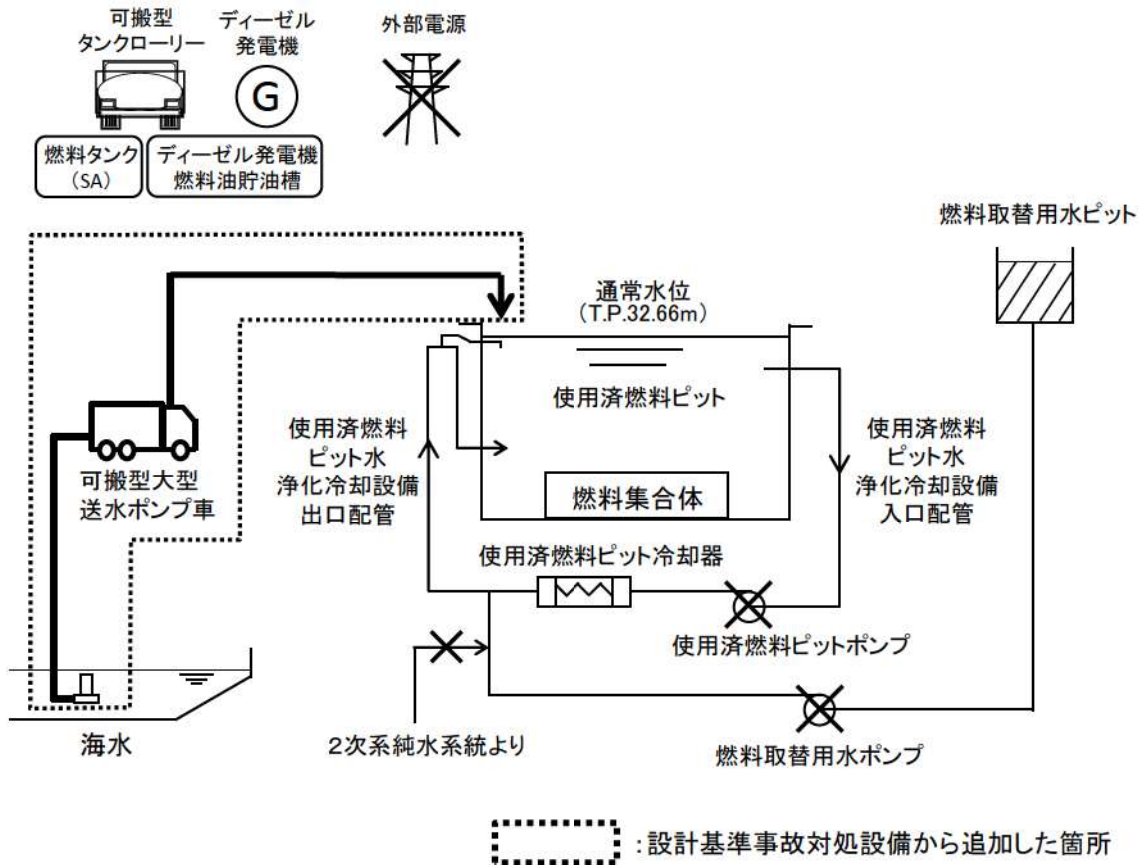 可搬型
タンクローリー
ディーゼル
発電機
外部電源
G
燃料タンク
(SA)
ディーゼル発電機
燃料油貯油槽
燃料取替用水ピット
通常水位
(T.P.32.66m)
使用済燃料ピット
使用済燃料
ピット水
浄化冷却設備
出口配管
使用済燃料
ピット水
浄化冷却設備
入口配管
可搬型大型
送水ポンプ車
燃料集合体
使用済燃料ピット冷却器
使用済燃料ピットポンプ
海水
2次系純水系統より
燃料取替用水ポンプ
:設計基準事故対処設備から追加した箇所